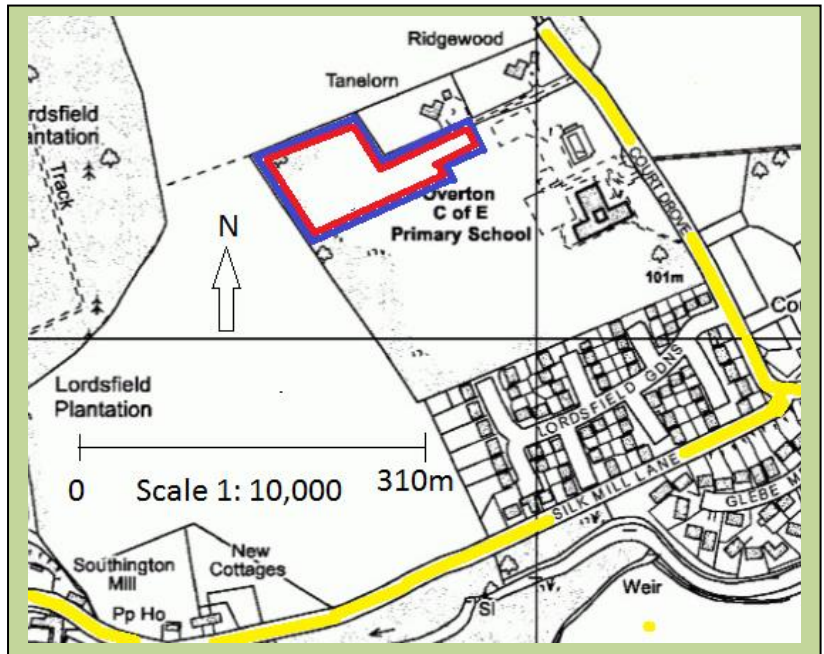 Ridgewood
Tanelorn
rdsfield
antation
Track
Overton
C of E
Primary School
COURT DROVE
N
101m
Cou
Lordsfield
Plantation
LORDSFIELD GDNS
0 Scale 1: 10,000 310m
SILK MILL LANE
GLEBE M
Southington
Mill
New
Cottages
Pp Ho
Sl
Weir